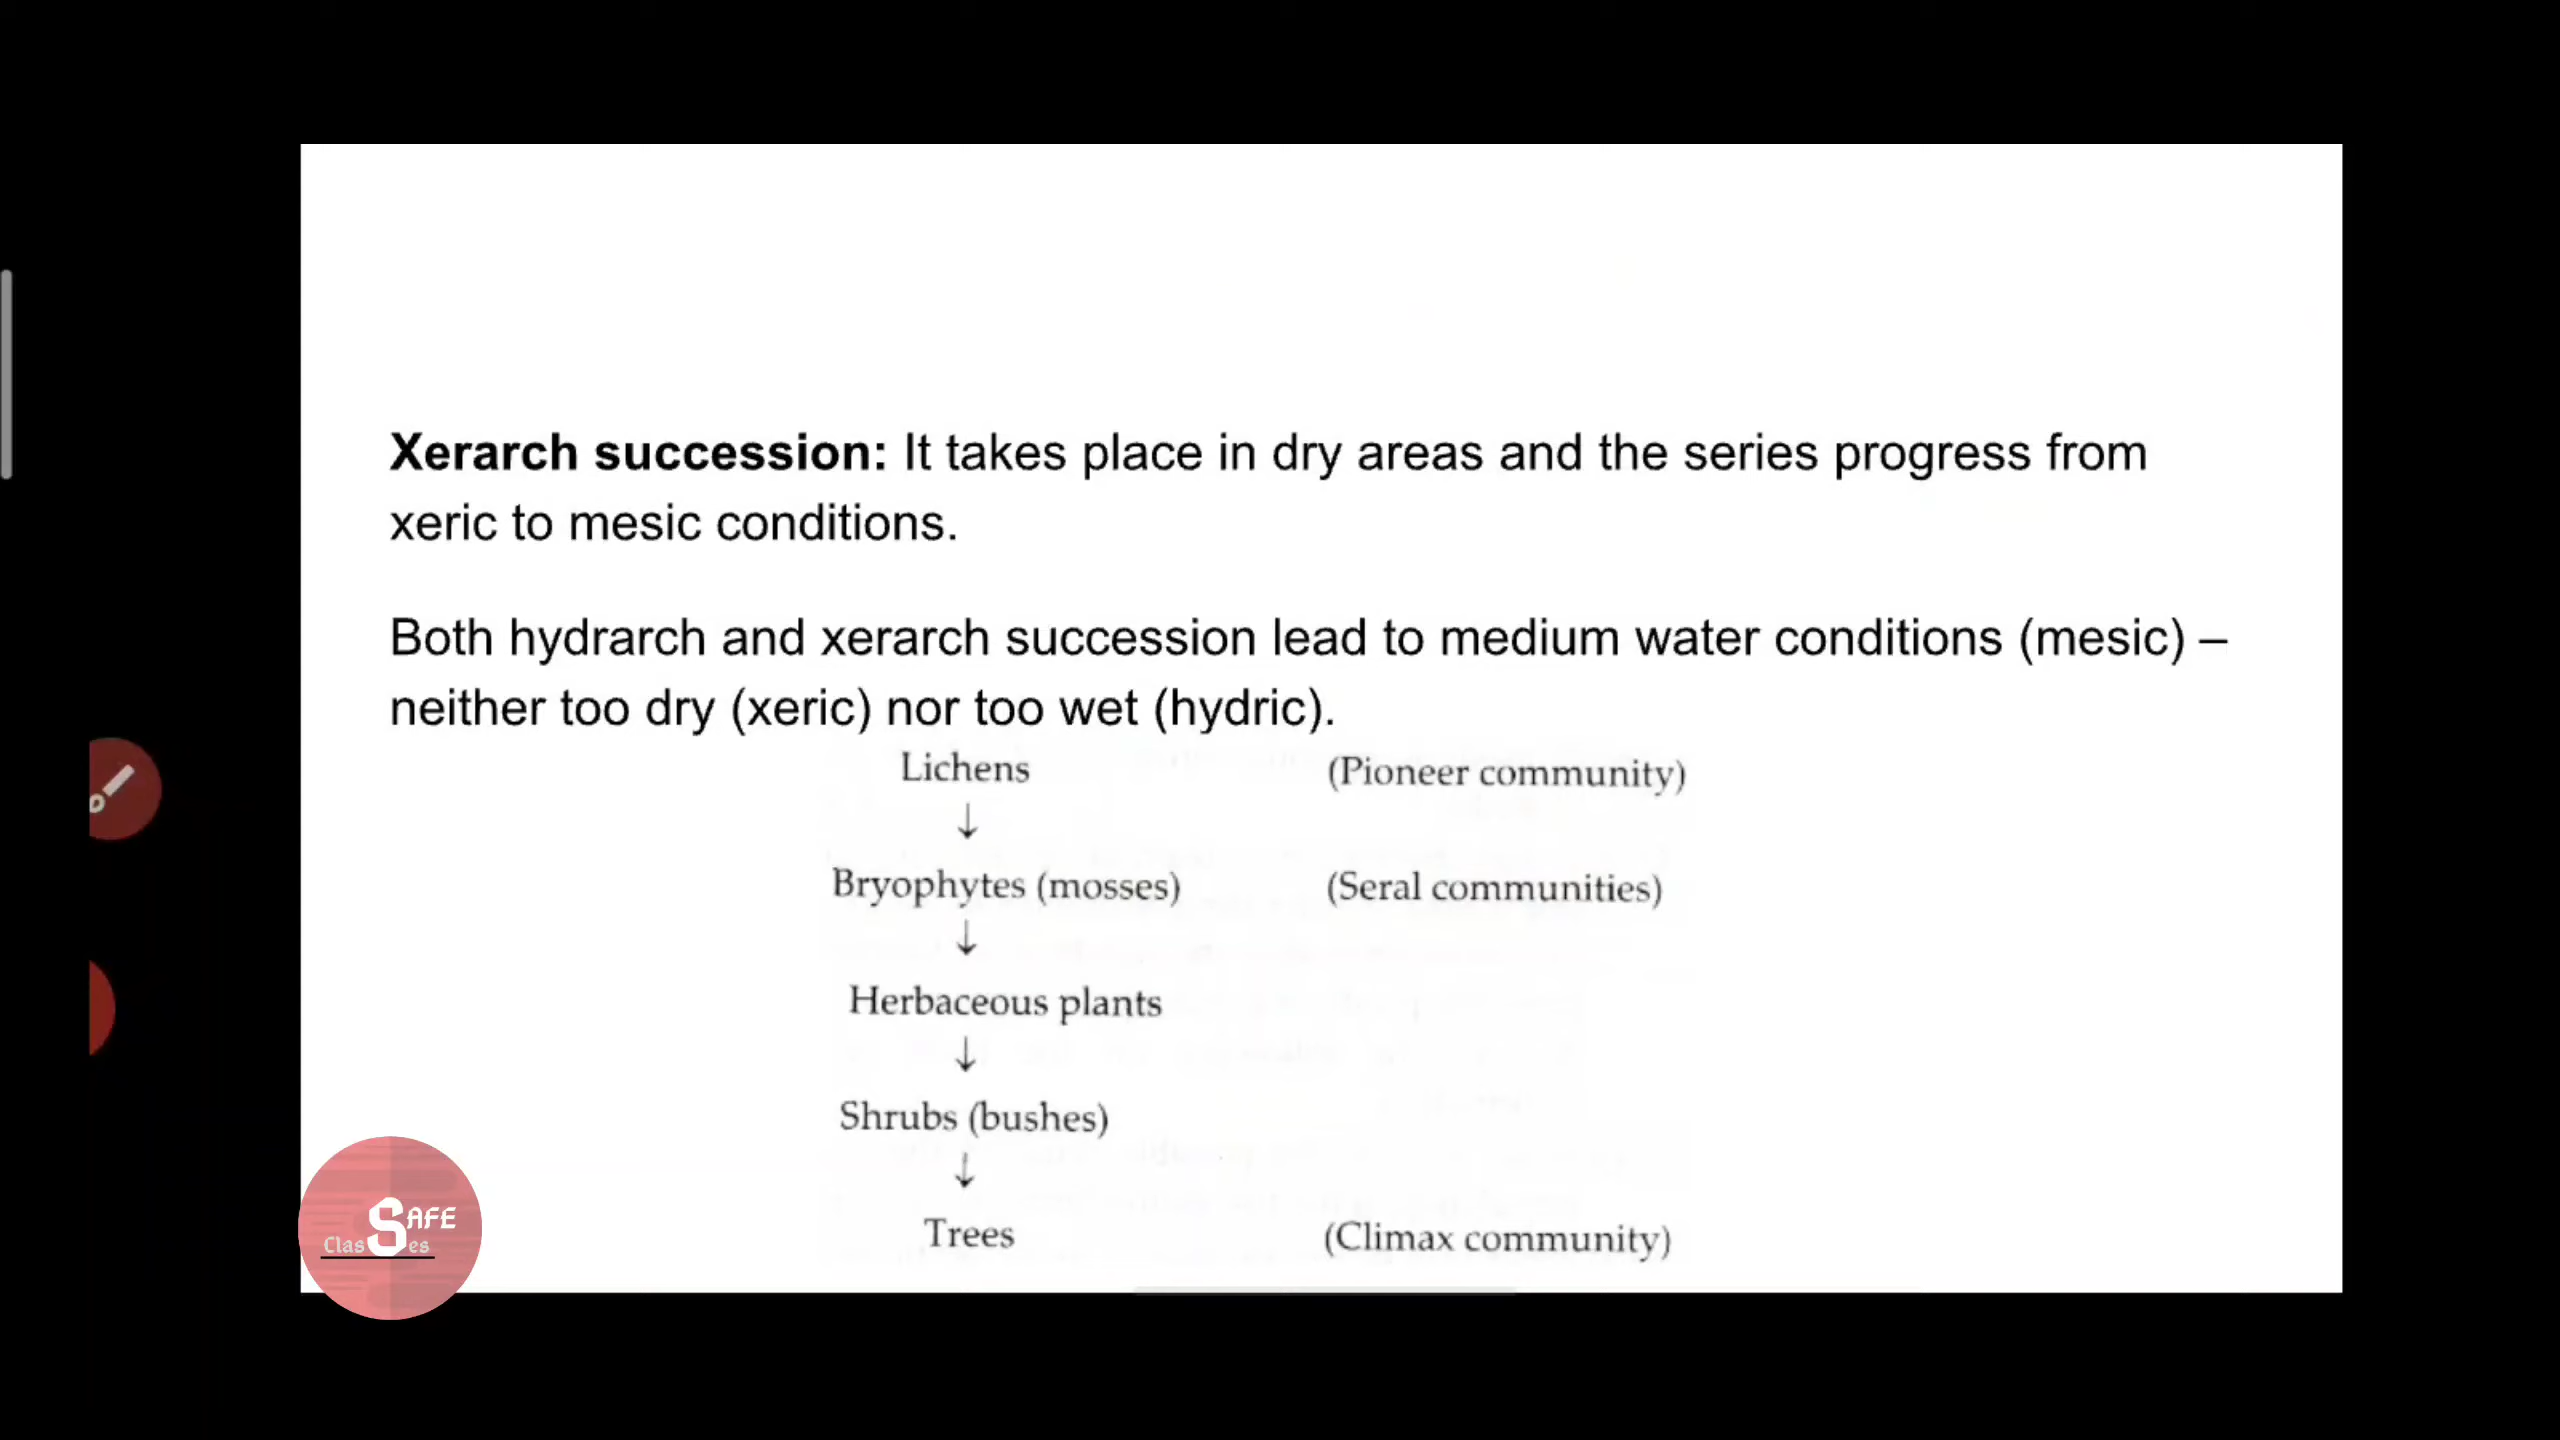 Xerarch succession: It takes place in dry areas and the series progress from
xeric to mesic conditions.
Both hydrarch and xerarch succession lead to medium water conditions (mesic) –
neither too dry (xeric) nor too wet (hydric).
Lichens (Pioneer community)
↓
Bryophytes (mosses) (Seral communities)
↓
Herbaceous plants
↓
Shrubs (bushes)
↓
Trees (Climax community)
SAFE
Classes